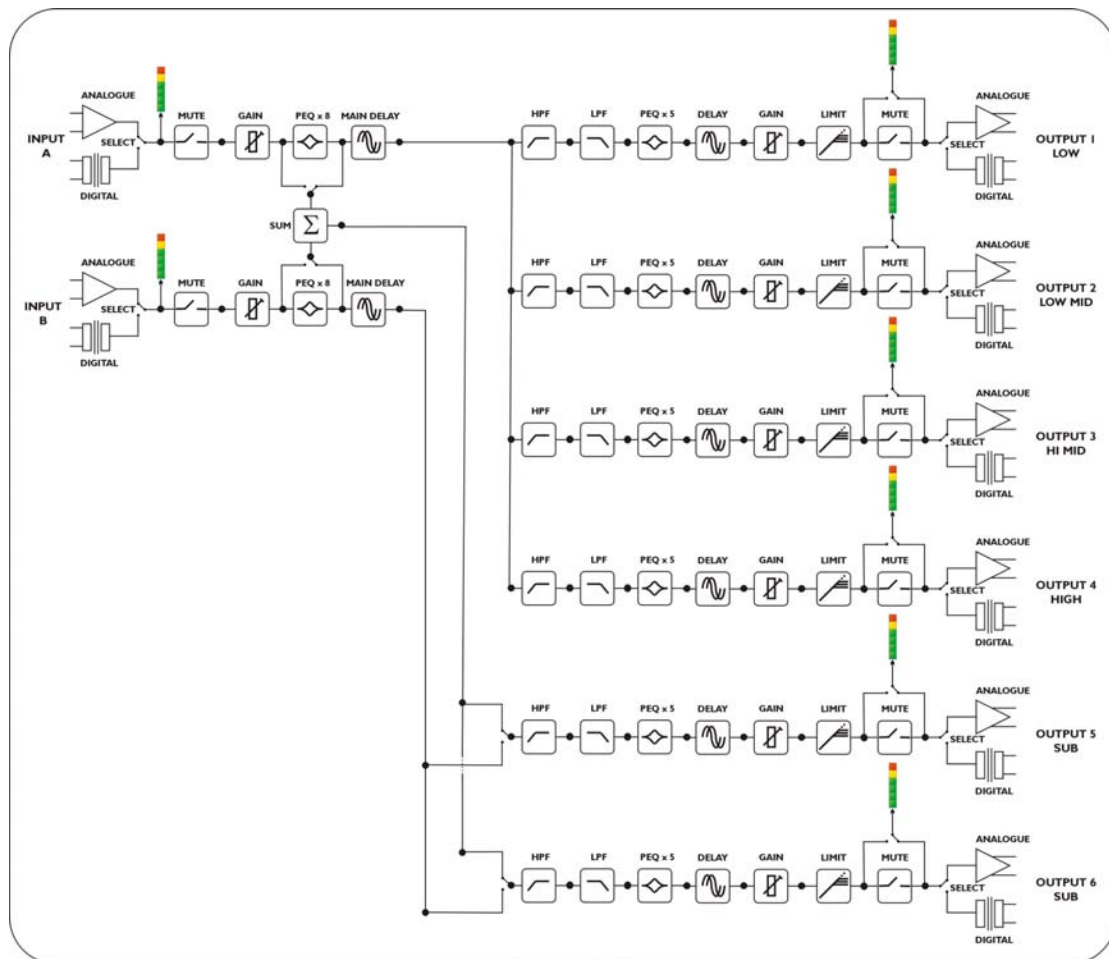 ANALOGUE
INPUT A
SELECT
DIGITAL
MUTE
GAIN
PEQ x 8
MAIN DELAY
SUM
Σ
ANALOGUE
INPUT B
SELECT
DIGITAL
MUTE
GAIN
PEQ x 8
MAIN DELAY
HPF
LPF
PEQ x 5
DELAY
GAIN
LIMIT
MUTE
SELECT
ANALOGUE
DIGITAL
OUTPUT 1
LOW
HPF
LPF
PEQ x 5
DELAY
GAIN
LIMIT
MUTE
SELECT
ANALOGUE
DIGITAL
OUTPUT 2
LOW MID
HPF
LPF
PEQ x 5
DELAY
GAIN
LIMIT
MUTE
SELECT
ANALOGUE
DIGITAL
OUTPUT 3
HI MID
HPF
LPF
PEQ x 5
DELAY
GAIN
LIMIT
MUTE
SELECT
ANALOGUE
DIGITAL
OUTPUT 4
HIGH
HPF
LPF
PEQ x 5
DELAY
GAIN
LIMIT
MUTE
SELECT
ANALOGUE
DIGITAL
OUTPUT 5
SUB
HPF
LPF
PEQ x 5
DELAY
GAIN
LIMIT
MUTE
SELECT
ANALOGUE
DIGITAL
OUTPUT 6
SUB